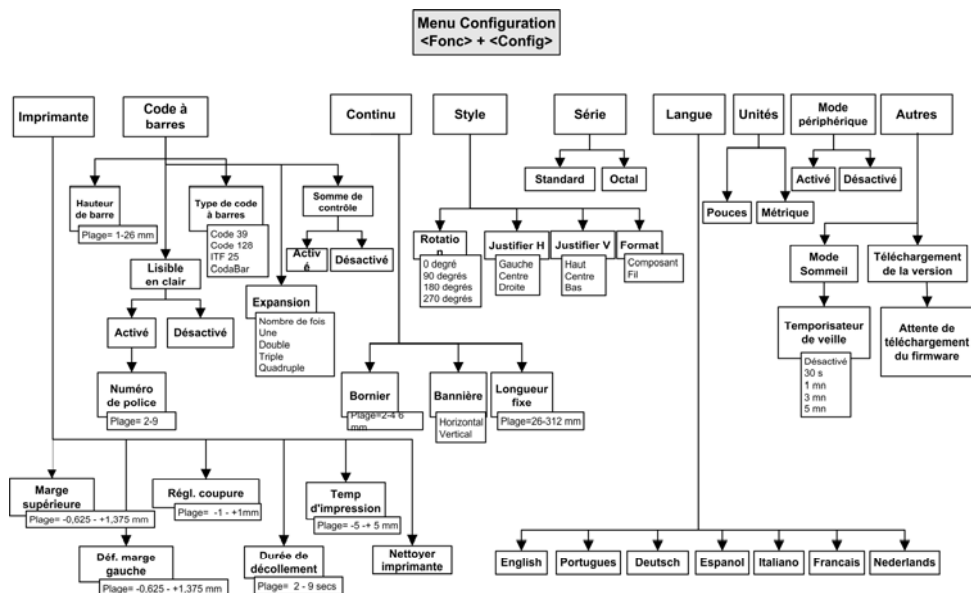 Menu Configuration
<Fonc> + <Config>
Imprimante
Code à
barres
Continu
Style
Série
Langue
Unités
Mode
périphérique
Autres
Hauteur
de barre
Plage= 1-26 mm
Type de code
à barres
Code 39
Code 128
ITF 25
CodaBar
Somme de
contrôle
Activ
é
Désactivé
Standard
Octal
Pouces
Métrique
Activé
Désactivé
Lisible
en clair
Activé
Désactivé
Numéro
de police
Plage= 2-9
Expansion
Nombre de fois
Une
Double
Triple
Quadruple
Rotatio
n
0 degré
90 degrés
180 degrés
270 degrés
Justifier H
Gauche
Centre
Droite
Justifier V
Haut
Centre
Bas
Format
Composant
Fil
Mode
Sommeil
Temporisateur
de veille
Désactivé
30 s
1 mn
3 mn
5 mn
Téléchargement
de la version
Attente de
téléchargement
du firmware
Bornier
Plage=2-4 6
mm
Bannière
Horizontal
Vertical
Longueur
fixe
Plage=26-312 mm
Marge
supérieure
Plage= -0,625 - +1,375 mm
Régl. coupure
Plage= -1 - +1mm
Temp
d'impression
Plage= -5 -+ 5 mm
Déf. marge
gauche
Plage= -0,625 - +1,375 mm
Durée de
décollement
Plage= 2 - 9 secs
Nettoyer
imprimante
English
Portugues
Deutsch
Espanol
Italiano
Francais
Nederlands